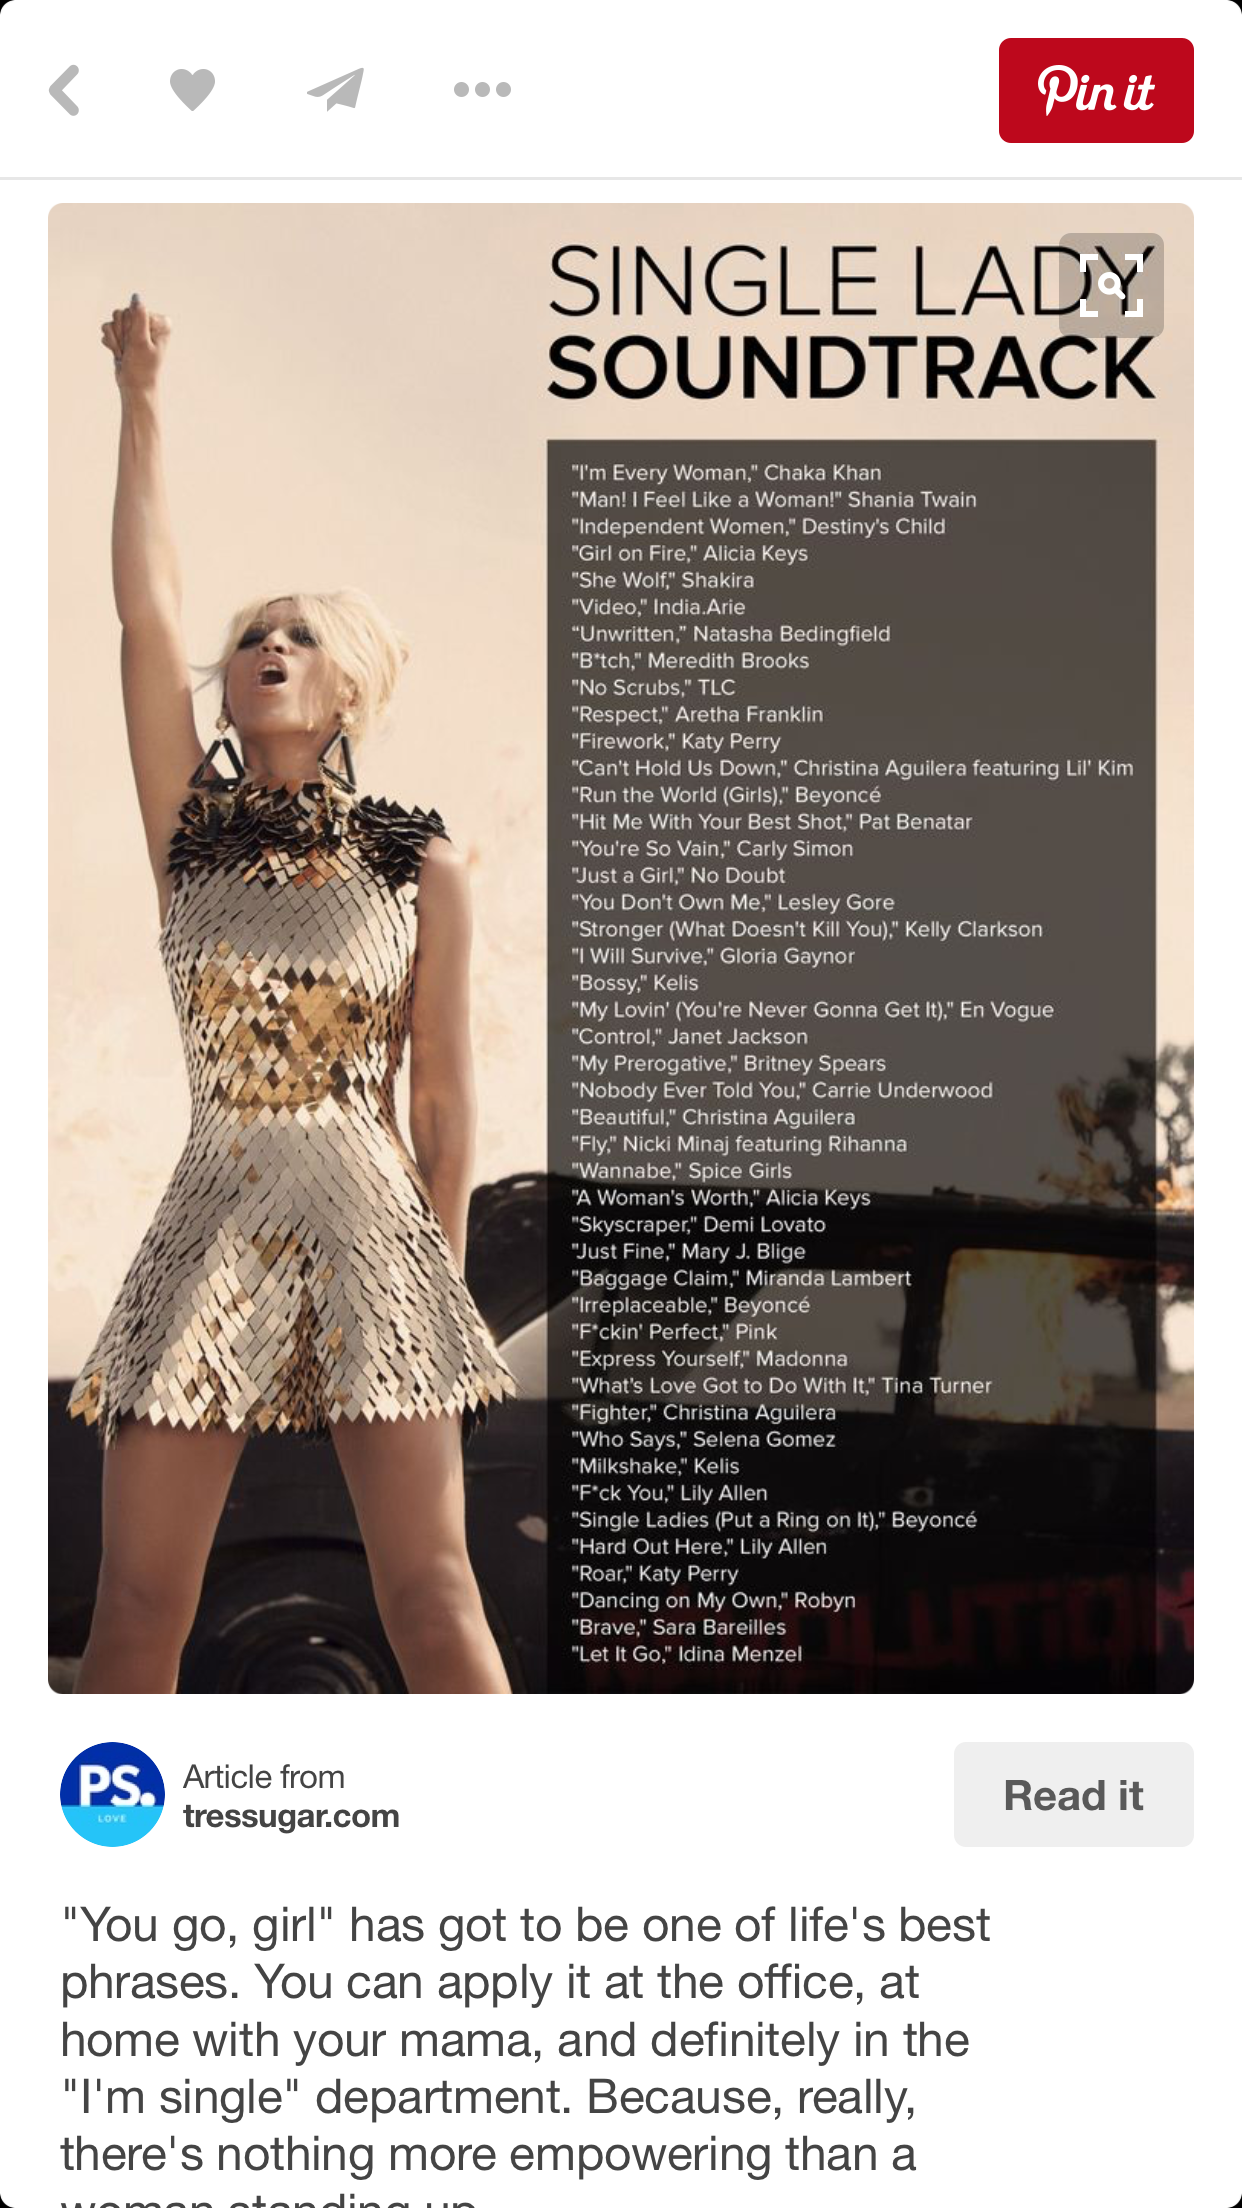 Pin it
SINGLE LADY
SOUNDTRACK
"I'm Every Woman," Chaka Khan
"Man! I Feel Like a Woman!" Shania Twain
"Independent Women," Destiny's Child
"Girl on Fire," Alicia Keys
"She Wolf," Shakira
"Video," India.Arie
"Unwritten," Natasha Bedingfield
"B*tch," Meredith Brooks
"No Scrubs," TLC
"Respect," Aretha Franklin
"Firework," Katy Perry
"Can't Hold Us Down," Christina Aguilera featuring Lil' Kim
"Run the World (Girls)," Beyoncé
"Hit Me With Your Best Shot," Pat Benatar
"You're So Vain," Carly Simon
"Just a Girl," No Doubt
"You Don't Own Me," Lesley Gore
"Stronger (What Doesn't Kill You)," Kelly Clarkson
"I Will Survive," Gloria Gaynor
"Bossy," Kelis
"My Lovin' (You're Never Gonna Get It)," En Vogue
"Control," Janet Jackson
"My Prerogative," Britney Spears
"Nobody Ever Told You," Carrie Underwood
"Beautiful," Christina Aguilera
"Fly," Nicki Minaj featuring Rihanna
"Wannabe," Spice Girls
"A Woman's Worth," Alicia Keys
"Skyscraper," Demi Lovato
"Just Fine," Mary J. Blige
"Baggage Claim," Miranda Lambert
"Irreplaceable," Beyoncé
"F*ckin' Perfect," Pink
"Express Yourself," Madonna
"What's Love Got to Do With It," Tina Turner
"Fighter," Christina Aguilera
"Who Says," Selena Gomez
"Milkshake," Kelis
"F*ck You," Lily Allen
"Single Ladies (Put a Ring on It)," Beyoncé
"Hard Out Here," Lily Allen
"Roar," Katy Perry
"Dancing on My Own," Robyn
"Brave," Sara Bareilles
"Let It Go," Idina Menzel
PS.
LOVE
Article from
tressugar.com
Read it
"You go, girl" has got to be one of life's best
phrases. You can apply it at the office, at
home with your mama, and definitely in the
"I'm single" department. Because, really,
there's nothing more empowering than a
woman standing up